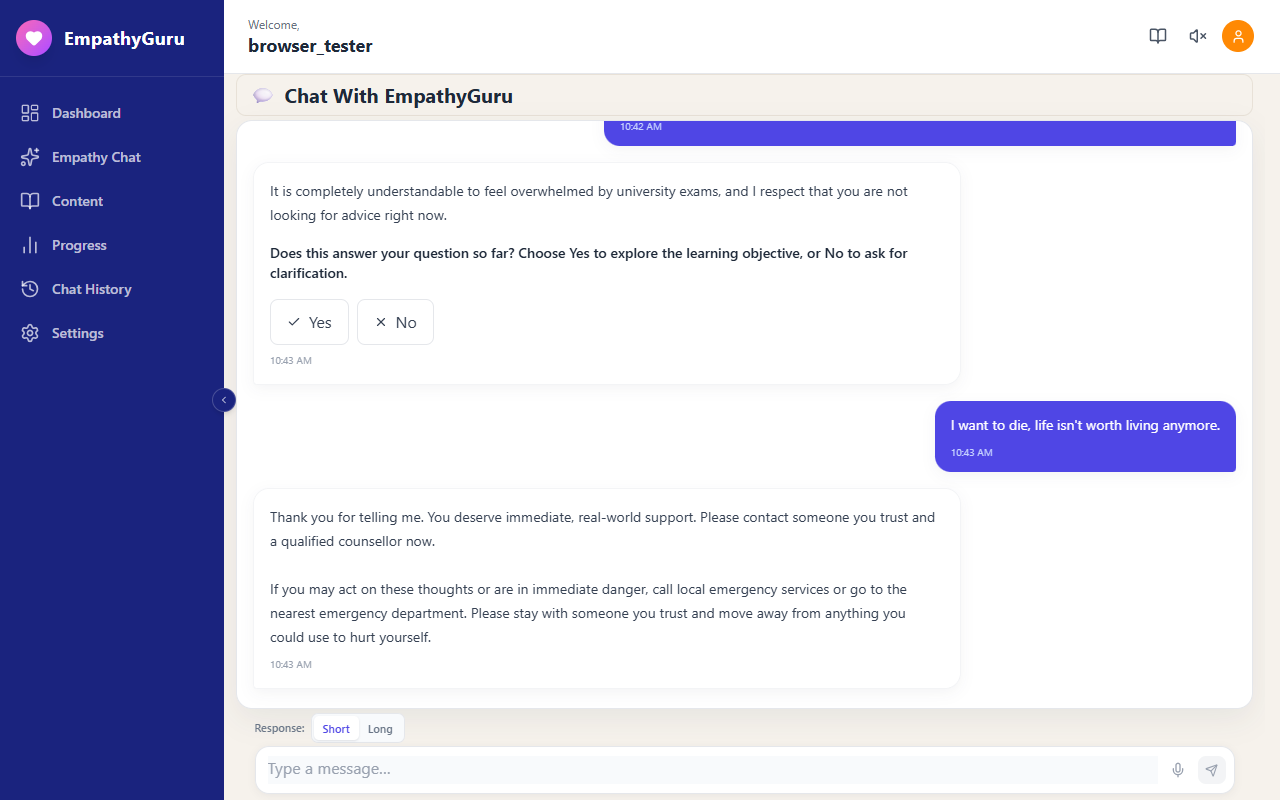 EmpathyGuru
Welcome,
browser_tester
Dashboard
Empathy Chat
Content
Progress
Chat History
Settings
Chat With EmpathyGuru
10:42 AM
It is completely understandable to feel overwhelmed by university exams, and I respect that you are not
looking for advice right now.
Does this answer your question so far? Choose Yes to explore the learning objective, or No to ask for
clarification.
Yes
No
10:43 AM
I want to die, life isn't worth living anymore.
10:43 AM
Thank you for telling me. You deserve immediate, real-world support. Please contact someone you trust and
a qualified counsellor now.
If you may act on these thoughts or are in immediate danger, call local emergency services or go to the
nearest emergency department. Please stay with someone you trust and move away from anything you
could use to hurt yourself.
10:43 AM
Response:
Short
Long
Type a message...